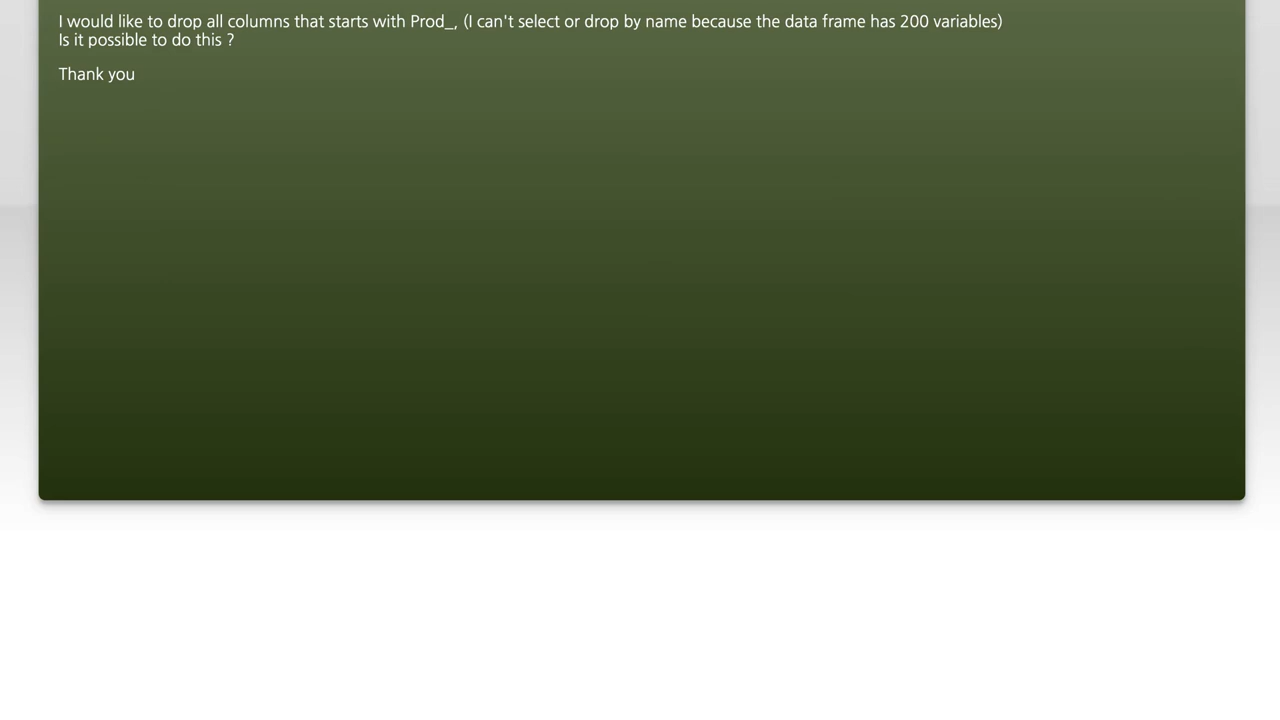 I would like to drop all columns that starts with Prod_, (I can't select or drop by name because the data frame has 200 variables)
Is it possible to do this ?
Thank you